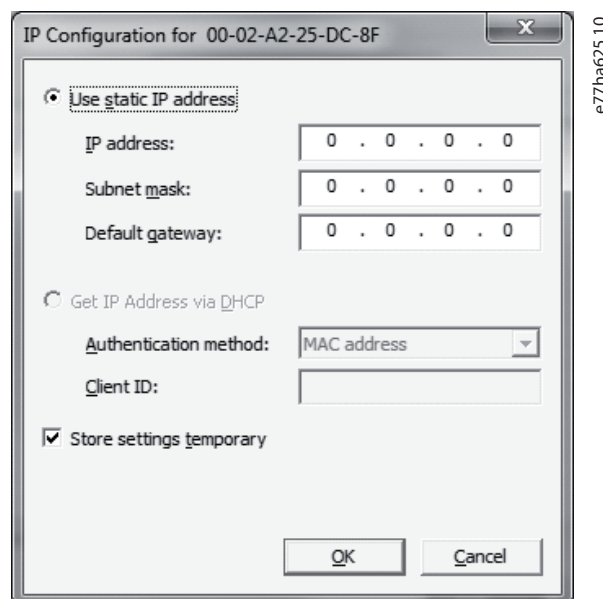 IP Configuration for 00-02-A2-25-DC-8F
x
Use static IP address
IP address: 0 . 0 . 0 . 0
Subnet mask: 0 . 0 . 0 . 0
Default gateway: 0 . 0 . 0 . 0
Get IP Address via DHCP
Authentication method: MAC address
Client ID:
Store settings temporary
OK Cancel
e77ha625.10